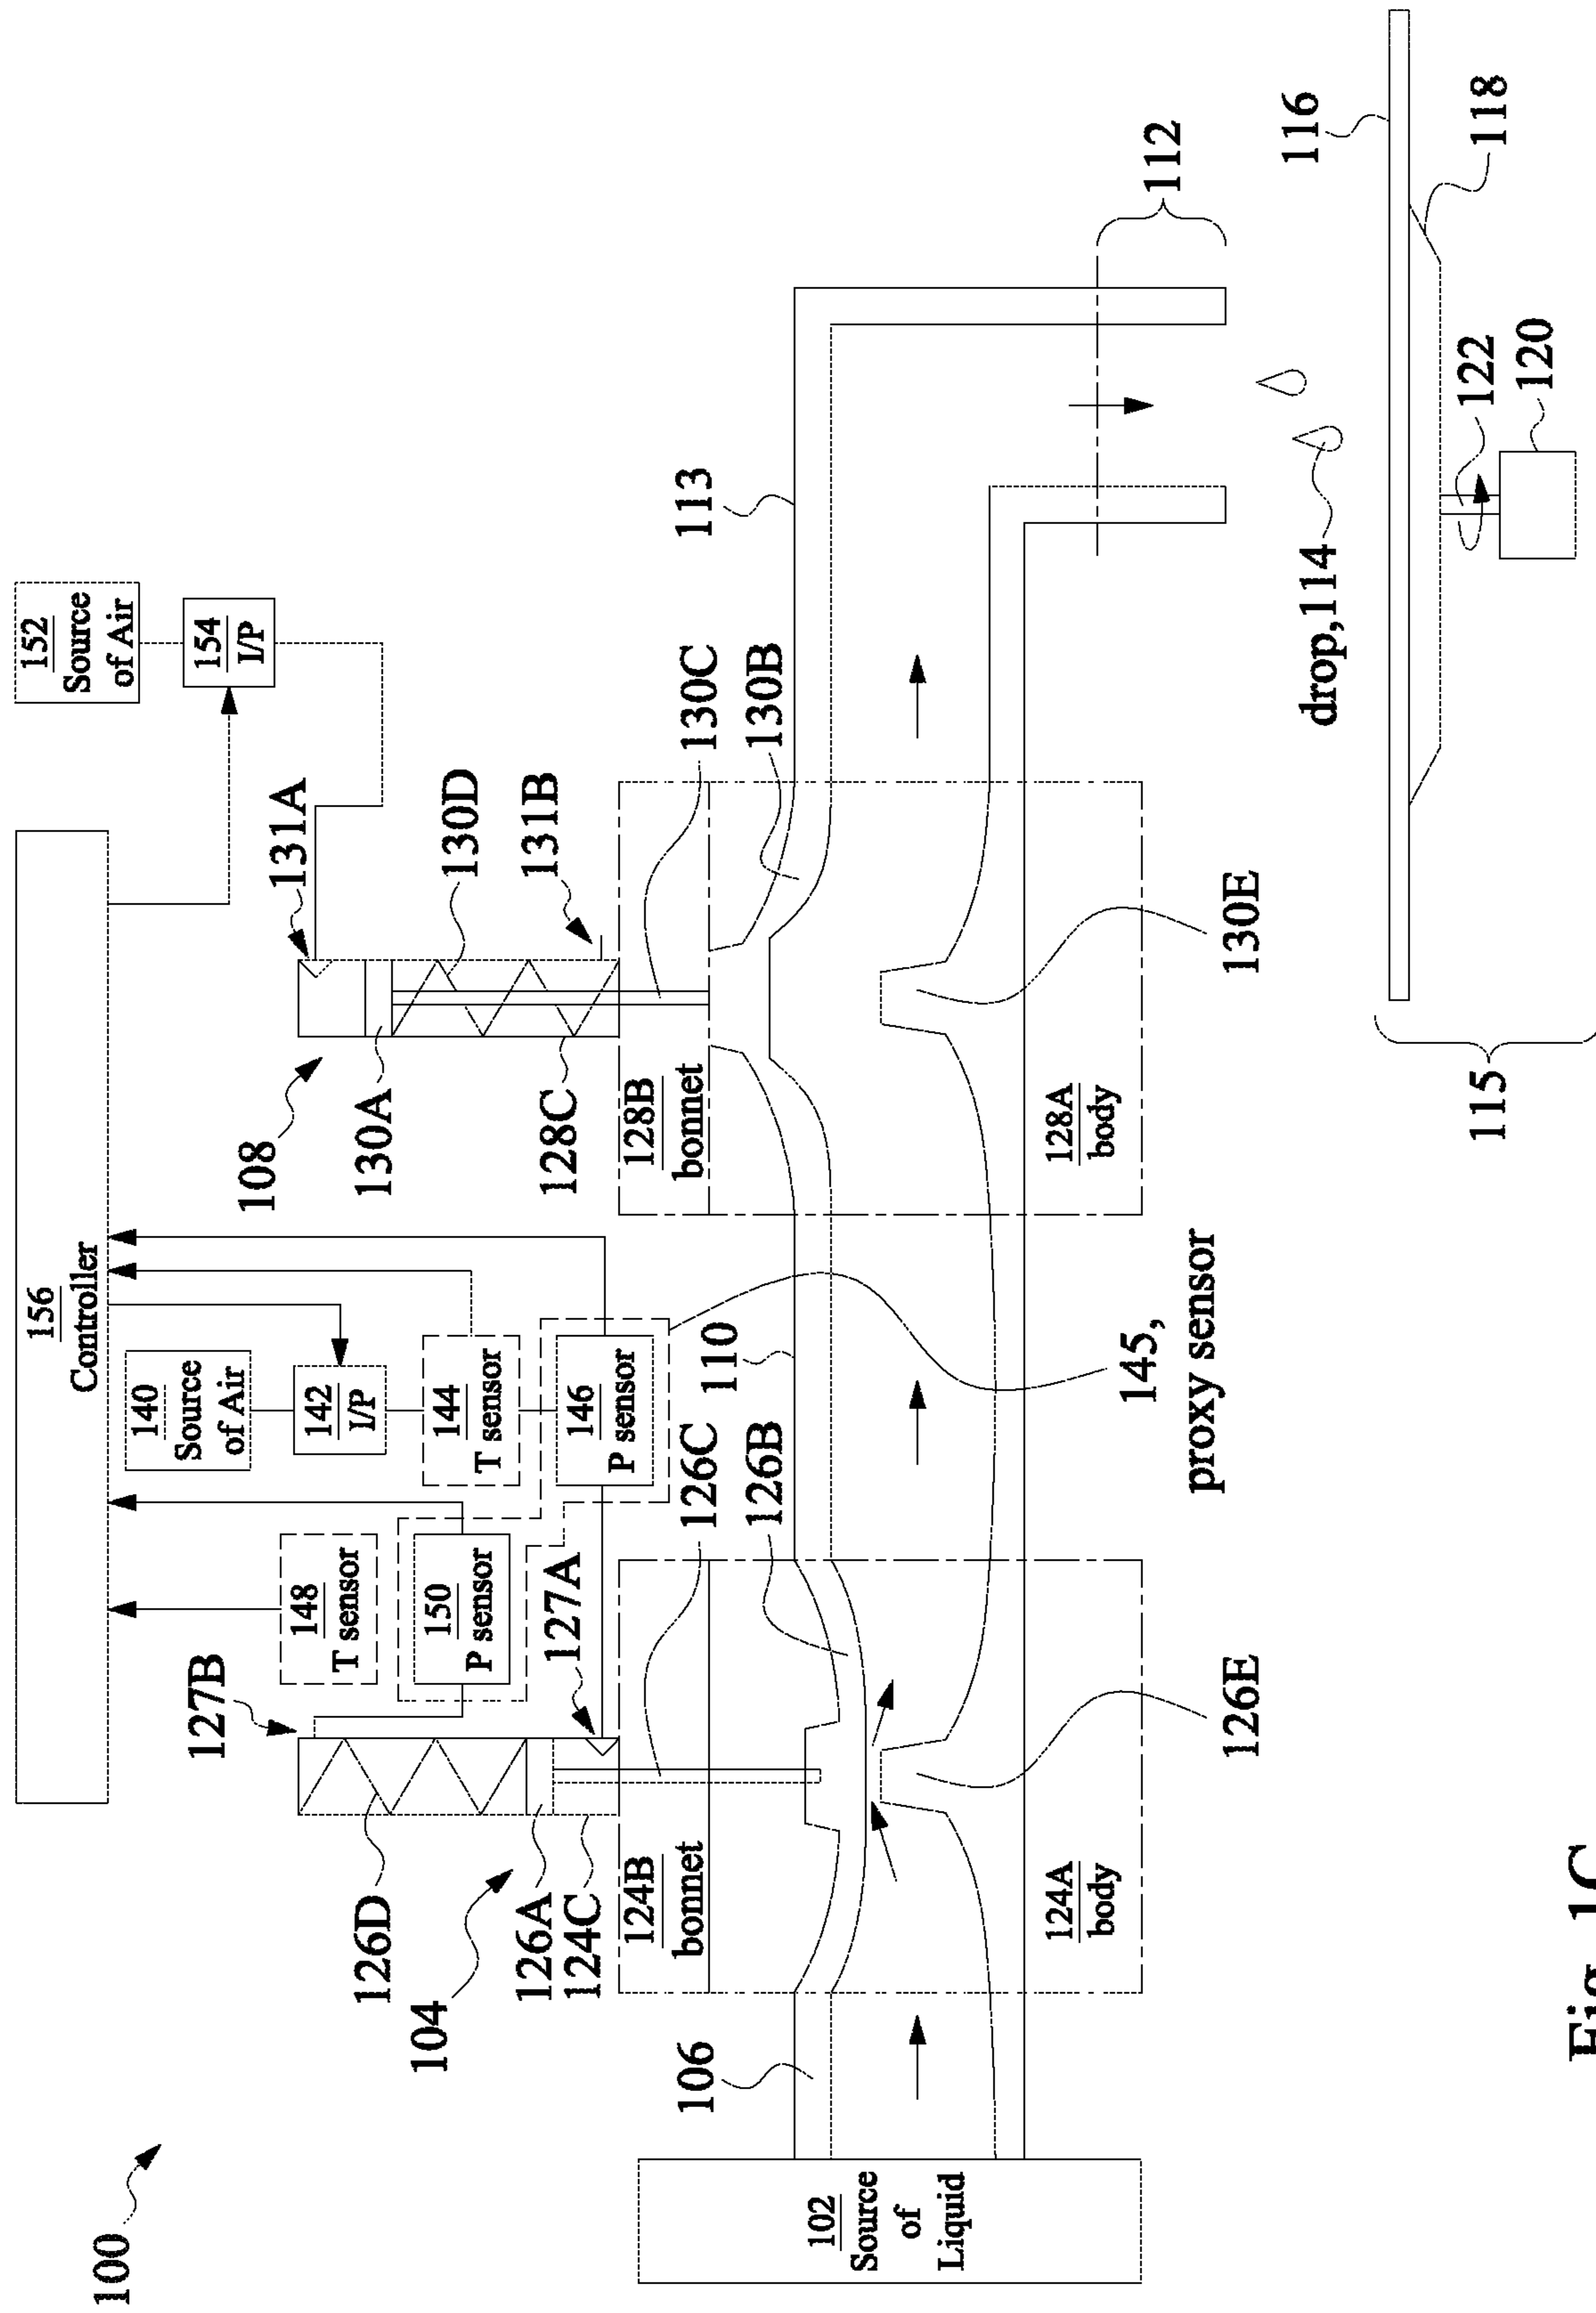 100
152
Source
of Air
154
I/P
156
Controller
131A
130D
131B
108
130A
128C
128B
bonnet
130C
130B
113
112
116
118
122
120
drop,114
115
130E
128A
body
140
Source
of Air
142
I/P
144
T sensor
146
P sensor
148
T sensor
150
P sensor
127B
127A
126D
104
126A
124C
124B
bonnet
126C
126B
110
145,
proxy sensor
126E
124A
body
106
102
Source
of
Liquid
Fig. 1C